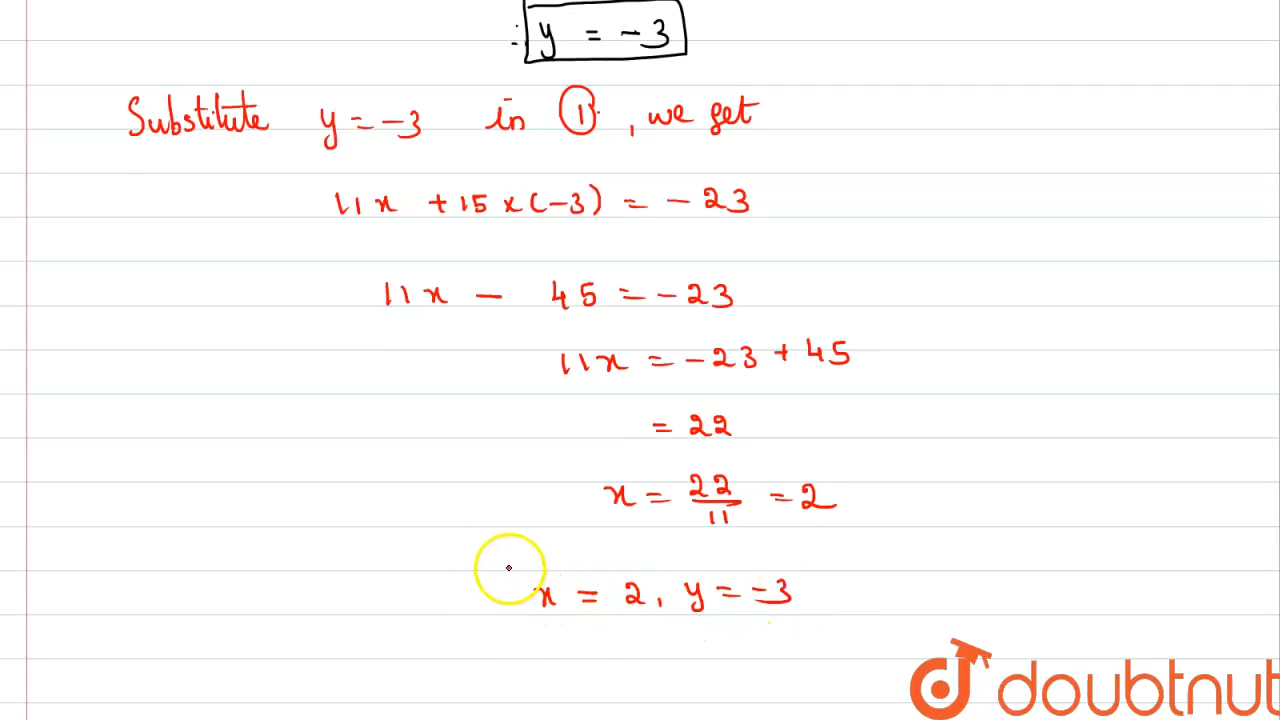 ∴ y = -3
Substitute y = -3 in ①, we get
11x + 15 x (-3) = - 23
11x - 45 = - 23
11x = - 23 + 45
= 22
x = 22/11 = 2
x = 2, y = -3
doubtnut